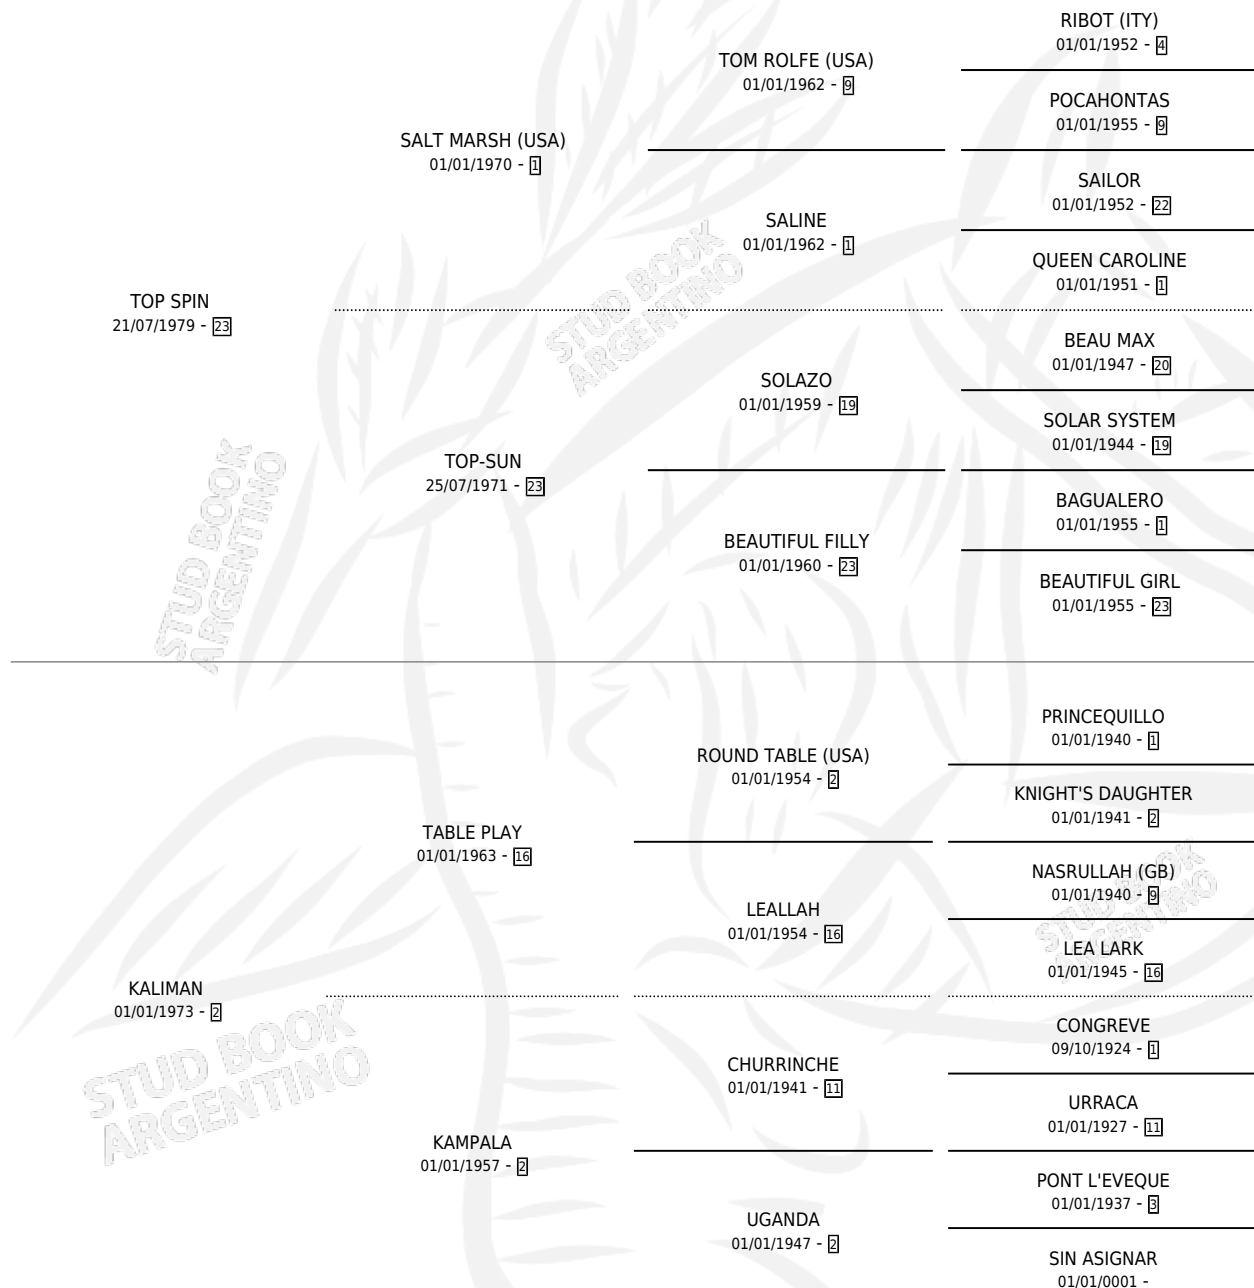 RIBOT (ITY)
01/01/1952 - 4
TOM ROLFE (USA)
01/01/1962 - 9
POCAHONTAS
01/01/1955 - 9
SALT MARSH (USA)
01/01/1970 - 1
SAILOR
01/01/1952 - 22
SALINE
01/01/1962 - 1
QUEEN CAROLINE
01/01/1951 - 1
TOP SPIN
21/07/1979 - 23
STUD BOOK
ARGENTINO
BEAU MAX
01/01/1947 - 20
SOLAZO
01/01/1959 - 19
SOLAR SYSTEM
01/01/1944 - 19
TOP-SUN
25/07/1971 - 23
BAGUALERO
01/01/1955 - 1
BEAUTIFUL FILLY
01/01/1960 - 23
BEAUTIFUL GIRL
01/01/1955 - 23
STUD BOOK
ARGENTINO
PRINCEQUILLO
01/01/1940 - 1
ROUND TABLE (USA)
01/01/1954 - 2
KNIGHT'S DAUGHTER
01/01/1941 - 2
TABLE PLAY
01/01/1963 - 16
NASRULLAH (GB)
01/01/1940 - 9
LEALLAH
01/01/1954 - 16
LEA LARK
01/01/1945 - 16
STUD BOOK
ARGENTINO
KALIMAN
01/01/1973 - 2
CONGREVE
09/10/1924 - 1
CHURRINCHE
01/01/1941 - 11
URRACA
01/01/1927 - 11
STUD BOOK
ARGENTINO
KAMPALA
01/01/1957 - 2
PONT L'EVEQUE
01/01/1937 - 3
UGANDA
01/01/1947 - 2
SIN ASIGNAR
01/01/0001 -